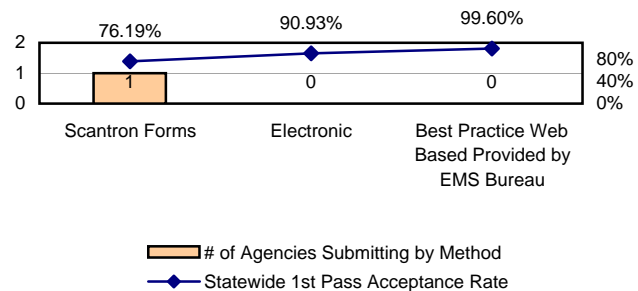 76.19% 90.93% 99.60%
2
1
0
1 0 0
80%
40%
0%
Scantron Forms Electronic Best Practice Web
Based Provided by
EMS Bureau
# of Agencies Submitting by Method
Statewide 1st Pass Acceptance Rate